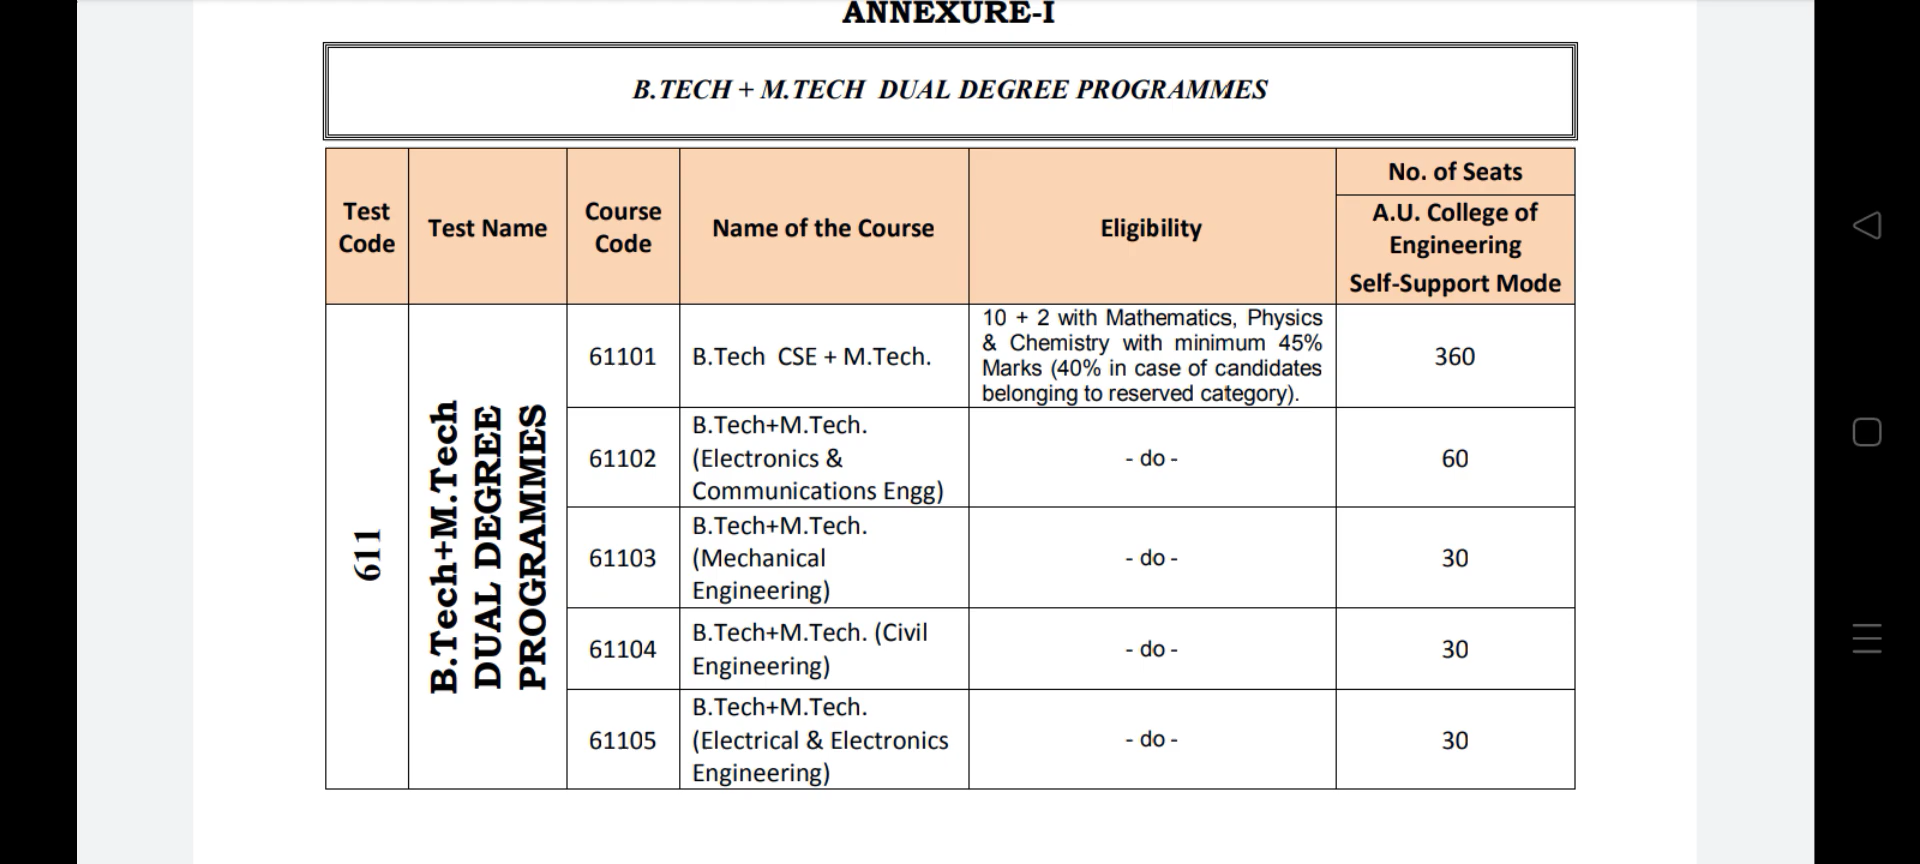 ANNEXURE-I
B.TECH + M.TECH DUAL DEGREE PROGRAMMES
Test
Code
Test Name
Course
Code
Name of the Course
Eligibility
No. of Seats
A.U. College of
Engineering
Self-Support Mode
611
B.Tech+M.Tech
DUAL DEGREE
PROGRAMMES
61101
B.Tech CSE + M.Tech.
10 + 2 with Mathematics, Physics
& Chemistry with minimum 45%
Marks (40% in case of candidates
belonging to reserved category).
360
61102
B.Tech+M.Tech.
(Electronics &
Communications Engg)
- do -
60
61103
B.Tech+M.Tech.
(Mechanical
Engineering)
- do -
30
61104
B.Tech+M.Tech. (Civil
Engineering)
- do -
30
61105
B.Tech+M.Tech.
(Electrical & Electronics
Engineering)
- do -
30